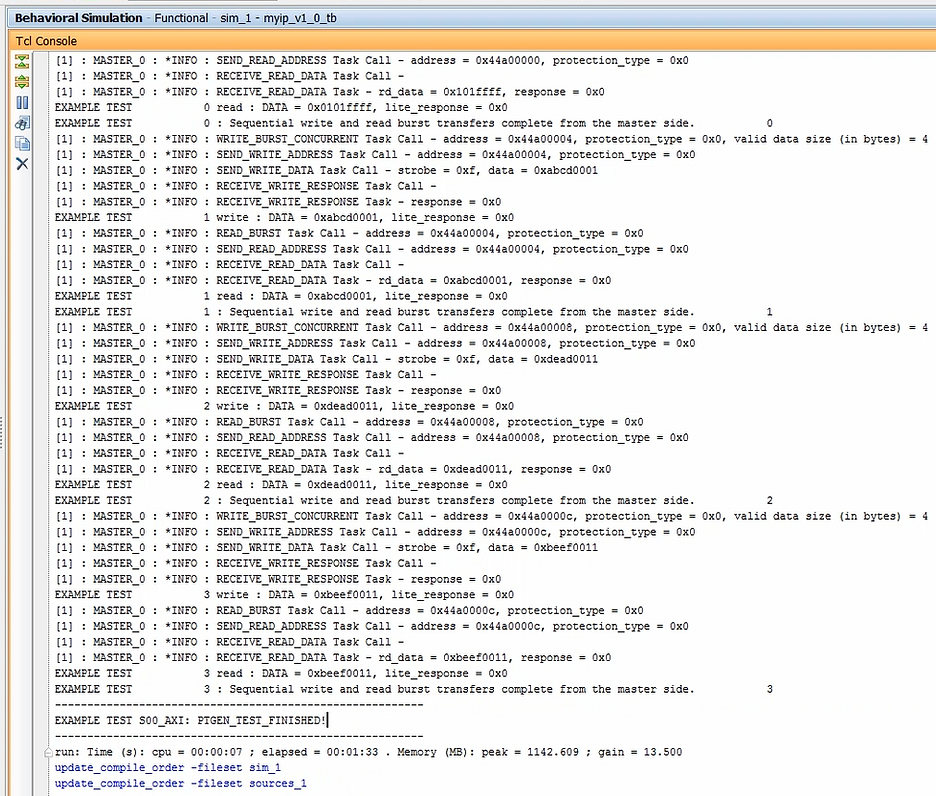 Behavioral Simulation - Functional - sim_1 - myip_v1_0_tb
Tcl Console
[1] : MASTER_0 : *INFO : SEND_READ_ADDRESS Task Call - address = 0x44a00000, protection_type = 0x0
[1] : MASTER_0 : *INFO : RECEIVE_READ_DATA Task Call -
[1] : MASTER_0 : *INFO : RECEIVE_READ_DATA Task - rd_data = 0x101ffff, response = 0x0
EXAMPLE TEST 0 read : DATA = 0x0101ffff, lite_response = 0x0
EXAMPLE TEST 0 : Sequential write and read burst transfers complete from the master side. 0
[1] : MASTER_0 : *INFO : WRITE_BURST_CONCURRENT Task Call - address = 0x44a00004, protection_type = 0x0, valid data size (in bytes) = 4
[1] : MASTER_0 : *INFO : SEND_WRITE_ADDRESS Task Call - address = 0x44a00004, protection_type = 0x0
[1] : MASTER_0 : *INFO : SEND_WRITE_DATA Task Call - strobe = 0xf, data = 0xabcd0001
[1] : MASTER_0 : *INFO : RECEIVE_WRITE_RESPONSE Task Call -
[1] : MASTER_0 : *INFO : RECEIVE_WRITE_RESPONSE Task - response = 0x0
EXAMPLE TEST 1 write : DATA = 0xabcd0001, lite_response = 0x0
[1] : MASTER_0 : *INFO : READ_BURST Task Call - address = 0x44a00004, protection_type = 0x0
[1] : MASTER_0 : *INFO : SEND_READ_ADDRESS Task Call - address = 0x44a00004, protection_type = 0x0
[1] : MASTER_0 : *INFO : RECEIVE_READ_DATA Task Call -
[1] : MASTER_0 : *INFO : RECEIVE_READ_DATA Task - rd_data = 0xabcd0001, response = 0x0
EXAMPLE TEST 1 read : DATA = 0xabcd0001, lite_response = 0x0
EXAMPLE TEST 1 : Sequential write and read burst transfers complete from the master side. 1
[1] : MASTER_0 : *INFO : WRITE_BURST_CONCURRENT Task Call - address = 0x44a00008, protection_type = 0x0, valid data size (in bytes) = 4
[1] : MASTER_0 : *INFO : SEND_WRITE_ADDRESS Task Call - address = 0x44a00008, protection_type = 0x0
[1] : MASTER_0 : *INFO : SEND_WRITE_DATA Task Call - strobe = 0xf, data = 0xdead0011
[1] : MASTER_0 : *INFO : RECEIVE_WRITE_RESPONSE Task Call -
[1] : MASTER_0 : *INFO : RECEIVE_WRITE_RESPONSE Task - response = 0x0
EXAMPLE TEST 2 write : DATA = 0xdead0011, lite_response = 0x0
[1] : MASTER_0 : *INFO : READ_BURST Task Call - address = 0x44a00008, protection_type = 0x0
[1] : MASTER_0 : *INFO : SEND_READ_ADDRESS Task Call - address = 0x44a00008, protection_type = 0x0
[1] : MASTER_0 : *INFO : RECEIVE_READ_DATA Task Call -
[1] : MASTER_0 : *INFO : RECEIVE_READ_DATA Task - rd_data = 0xdead0011, response = 0x0
EXAMPLE TEST 2 read : DATA = 0xdead0011, lite_response = 0x0
EXAMPLE TEST 2 : Sequential write and read burst transfers complete from the master side. 2
[1] : MASTER_0 : *INFO : WRITE_BURST_CONCURRENT Task Call - address = 0x44a0000c, protection_type = 0x0, valid data size (in bytes) = 4
[1] : MASTER_0 : *INFO : SEND_WRITE_ADDRESS Task Call - address = 0x44a0000c, protection_type = 0x0
[1] : MASTER_0 : *INFO : SEND_WRITE_DATA Task Call - strobe = 0xf, data = 0xbeef0011
[1] : MASTER_0 : *INFO : RECEIVE_WRITE_RESPONSE Task Call -
[1] : MASTER_0 : *INFO : RECEIVE_WRITE_RESPONSE Task - response = 0x0
EXAMPLE TEST 3 write : DATA = 0xbeef0011, lite_response = 0x0
[1] : MASTER_0 : *INFO : READ_BURST Task Call - address = 0x44a0000c, protection_type = 0x0
[1] : MASTER_0 : *INFO : SEND_READ_ADDRESS Task Call - address = 0x44a0000c, protection_type = 0x0
[1] : MASTER_0 : *INFO : RECEIVE_READ_DATA Task Call -
[1] : MASTER_0 : *INFO : RECEIVE_READ_DATA Task - rd_data = 0xbeef0011, response = 0x0
EXAMPLE TEST 3 read : DATA = 0xbeef0011, lite_response = 0x0
EXAMPLE TEST 3 : Sequential write and read burst transfers complete from the master side. 3
----------------------------------------------------------
EXAMPLE TEST S00_AXI: PTGEN_TEST_FINISHED!
----------------------------------------------------------
run: Time (s): cpu = 00:00:07 ; elapsed = 00:01:33 . Memory (MB): peak = 1142.609 ; gain = 13.500
update_compile_order -fileset sim_1
update_compile_order -fileset sources_1